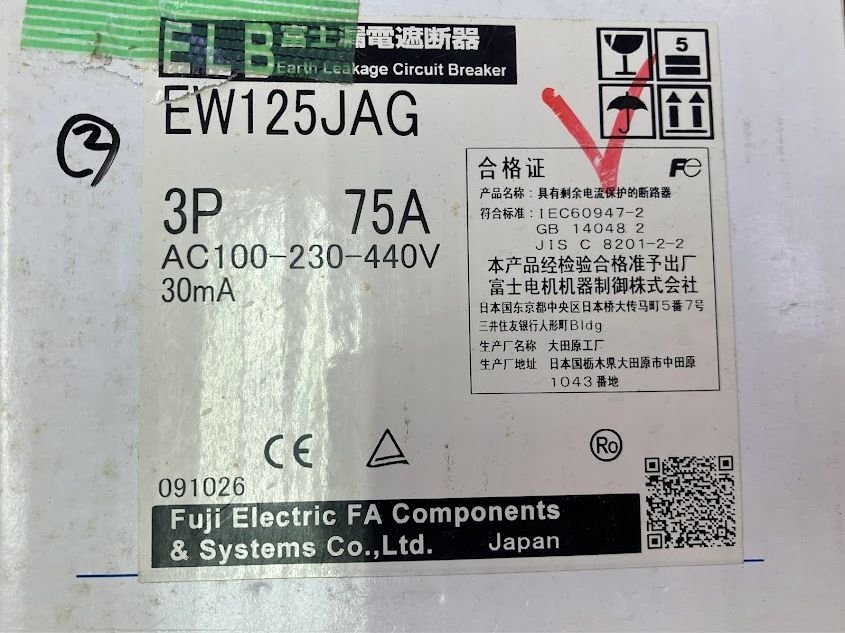 ELB 富士漏電遮断器
Earth Leakage Circuit Breaker
EW125JAG
5
2
3P 75A
AC100-230-440V
30mA
合格证 Fe
产品名称：具有剩余电流保护的断路器
符合标准：IEC60947-2
GB 14048.2
JIS C 8201-2-2
本产品经检验合格准予出厂
富士电机机器制御株式会社
日本国东京都中央区日本桥大传马町5番7号
三井住友银行人形町Bldg
生产厂名称： 大田原工厂
生产厂地址 日本国栃木県大田原市中田原
1043番地
CE
Ro
091026
Fuji Electric FA Components
& Systems Co.,Ltd. Japan